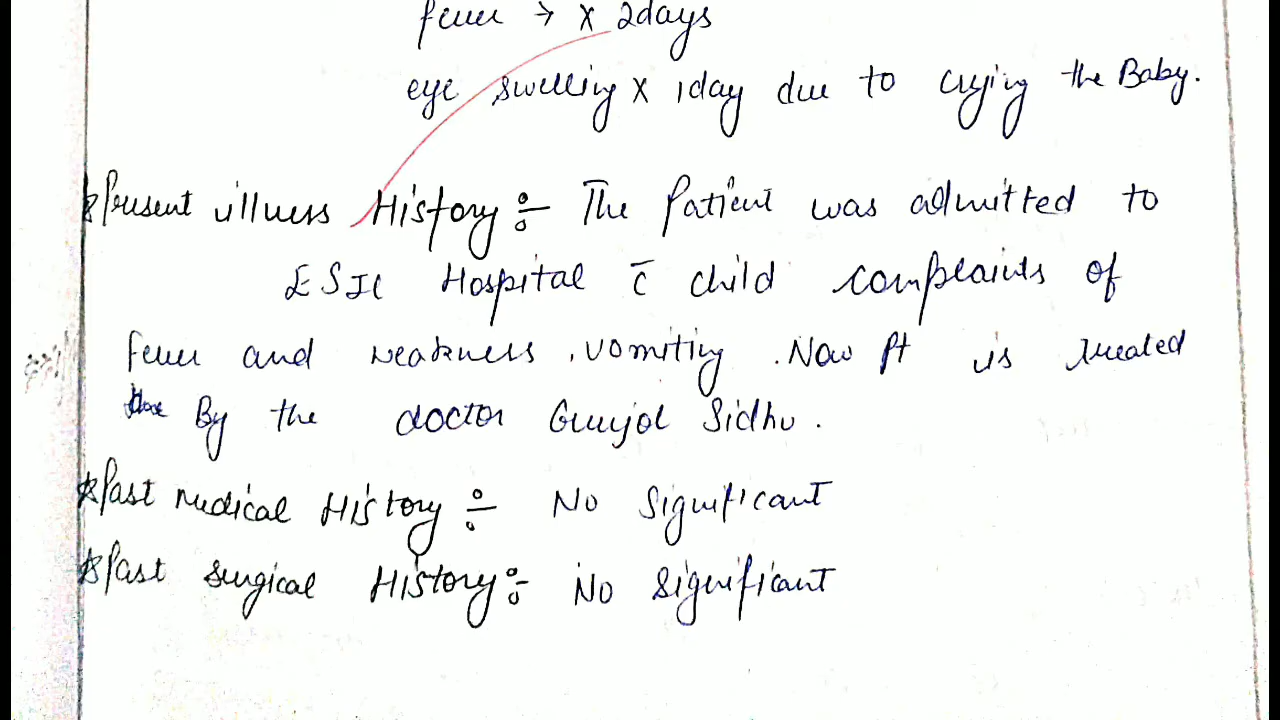 fever → x 2days
eye swelling x 1day due to crying the Baby.
*Present illness History :- The Patient was admitted to
ESIC Hospital c̄ child complaints of
fever and weakness, vomiting. Now Pt is treated
By the doctor Sidhu.
*Past medical History :- No Significant
*Past surgical History :- No Significant